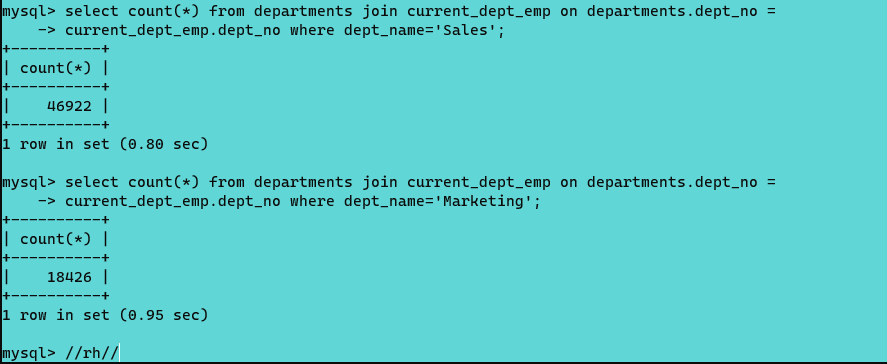 mysql> select count(*) from departments join current_dept_emp on departments.dept_no =
    -> current_dept_emp.dept_no where dept_name='Sales';
+----------+
| count(*) |
+----------+
|    46922 |
+----------+
1 row in set (0.80 sec)

mysql> select count(*) from departments join current_dept_emp on departments.dept_no =
    -> current_dept_emp.dept_no where dept_name='Marketing';
+----------+
| count(*) |
+----------+
|    18426 |
+----------+
1 row in set (0.95 sec)

mysql> //rh//